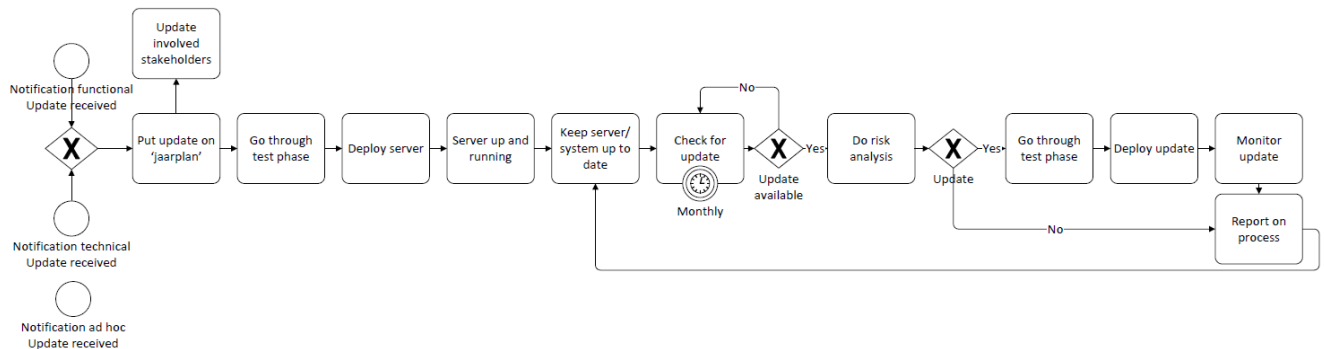 Update
involved
stakeholders
Notification functional
Update received
X
Put update on
‘jaarplan’
Go through
test phase
Deploy server
Server up and
running
Keep server/
system up to
date
No
Check for
update
Monthly
X
Update
available
Yes
Do risk
analysis
X
Update
Yes
Go through
test phase
Deploy update
Monitor
update
No
Report on
process
Notification technical
Update received
Notification ad hoc
Update received